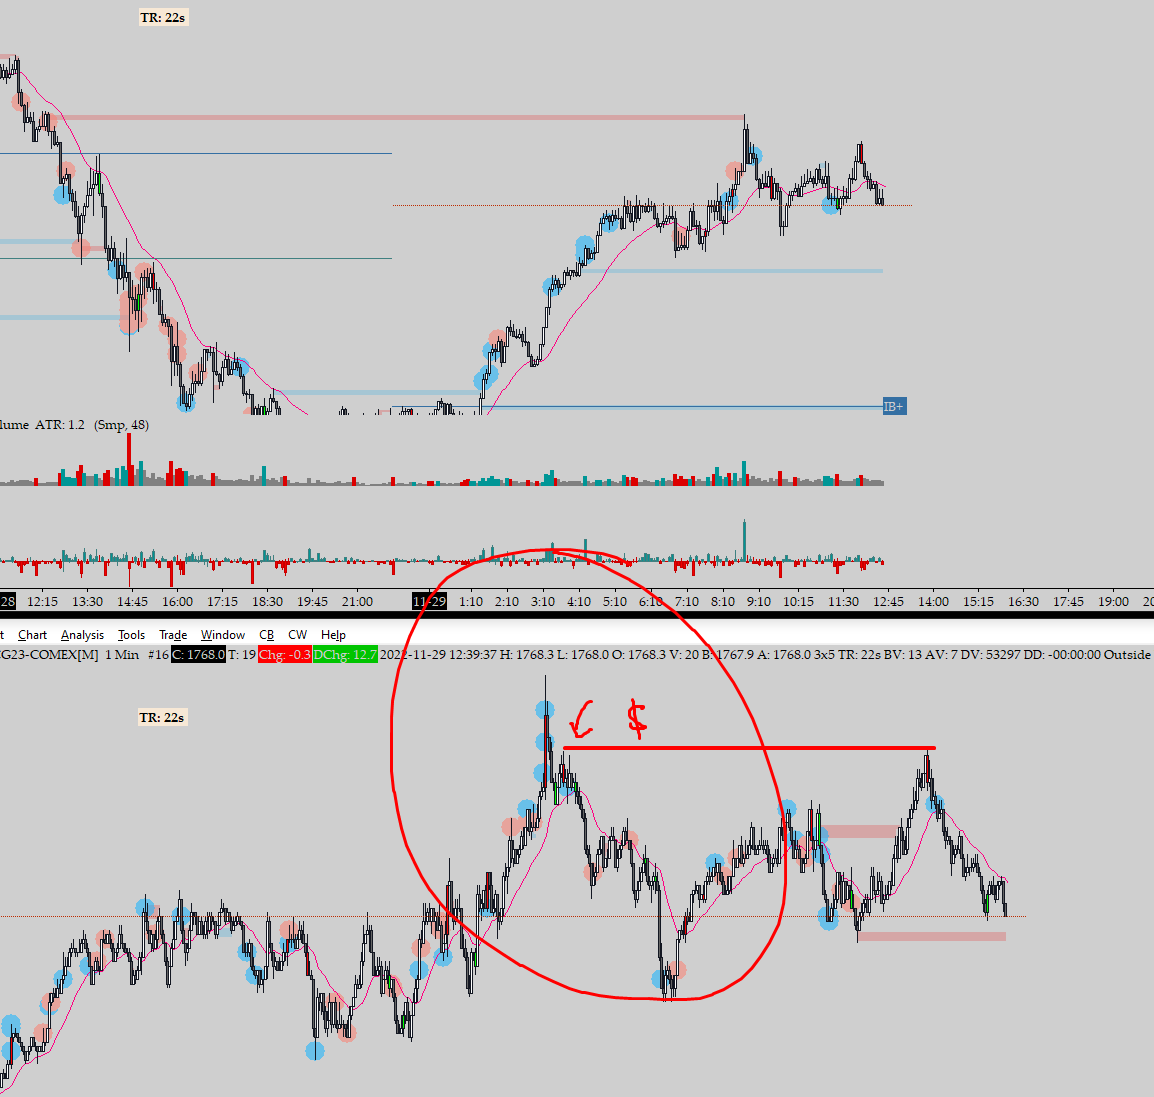 TR: 22s
IB+
lume ATR: 1.2 (Smp, 48)
28 12:15 13:30 14:45 16:00 17:15 18:30 19:45 21:00 11-29 1:10 2:10 3:10 4:10 5:10 6:10 7:10 8:10 9:10 10:15 11:30 12:45 14:00 15:15 16:30 17:45 19:00 20
t Chart Analysis Tools Trade Window CB CW Help
G23-COMEX[M] 1 Min #16 C: 1768.0 T: 19 Chg: -0.3 DChg: 12.7 2022-11-29 12:39:37 H: 1768.3 L: 1768.0 O: 1768.3 V: 20 B: 1767.9 A: 1768.0 3x5 TR: 22s BV: 13 AV: 7 DV: 53297 DD: -00:00:00 Outside
$
TR: 22s